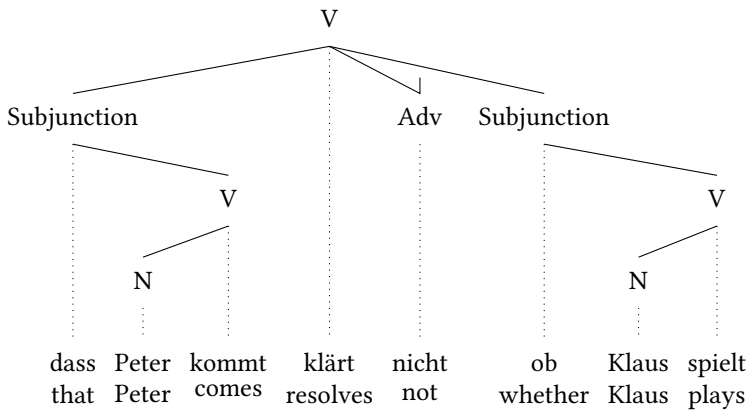 V
Subjunction Adv Subjunction
V V
N N
dass Peter kommt klärt nicht ob Klaus spielt
that Peter comes resolves not whether Klaus plays